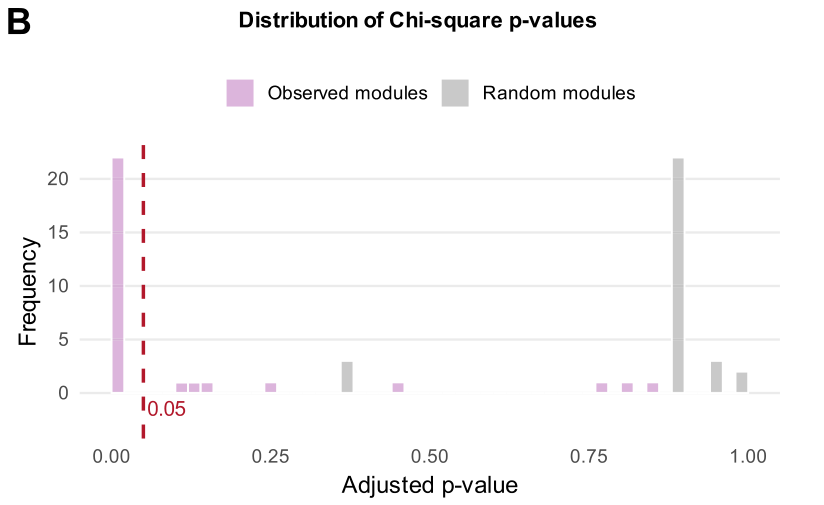 B
Distribution of Chi-square p-values
Observed modules Random modules
Frequency
20
15
10
5
0
0.05
0.00 0.25 0.50 0.75 1.00
Adjusted p-value